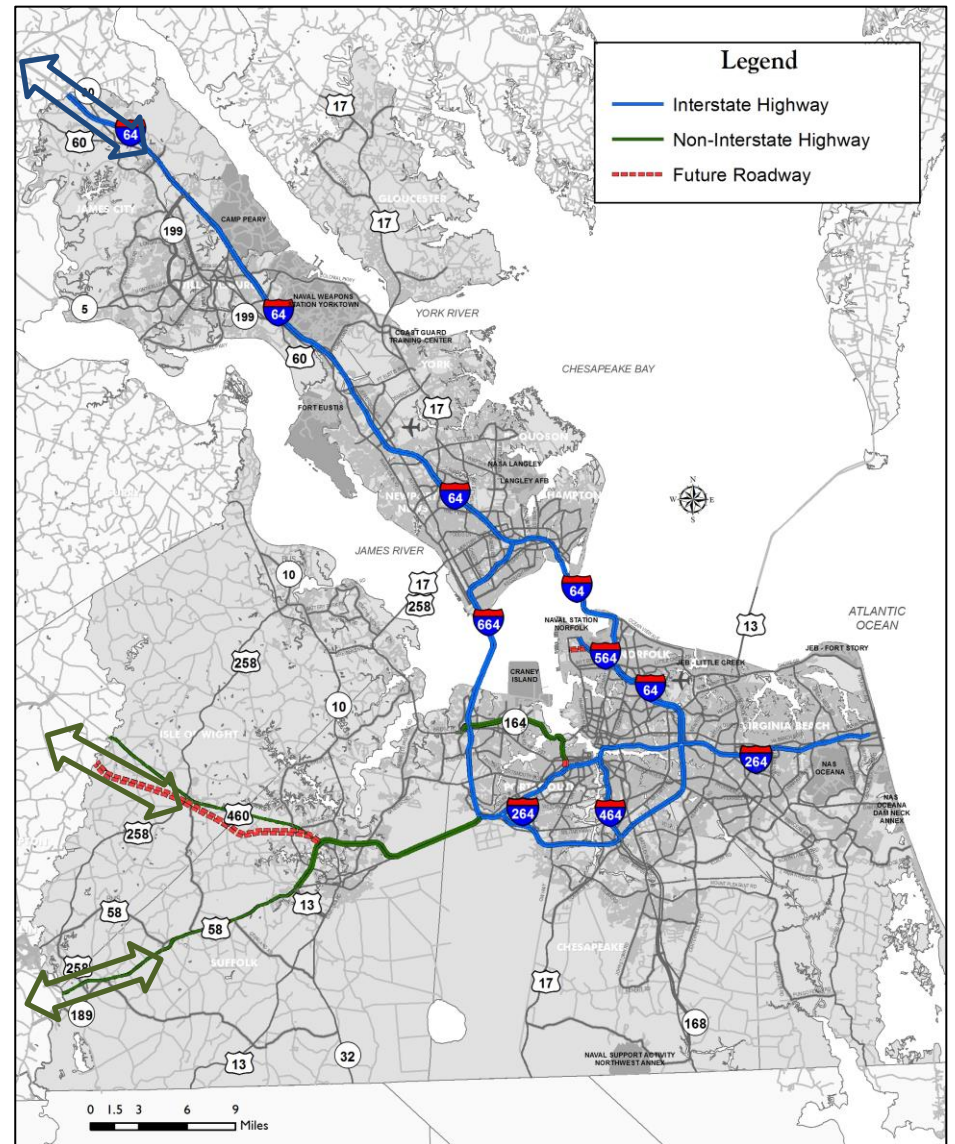 Legend
Interstate Highway
Non-Interstate Highway
Future Roadway
17
64
60
JAMES CITY
CAMP PEARY
GLOUCESTER
17
199
NAVAL WEAPONS
STATION YORKTOWN
5
199
64
60
YORK RIVER
COAST GUARD
TRAINING CENTER
YORK
CHESAPEAKE BAY
FORT EUSTIS
17
NASA LANGLEY
LANGLEY AFB
64
HAMPTON
N
W
E
S
JAMES RIVER
10
17
258
64
664
NAVAL STATION
NORFOLK
13
ATLANTIC
OCEAN
258
564
NORFOLK
JEB - LITTLE CREEK
JEB - FORT STORY
CRANEY
ISLAND
64
10
164
VIRGINIA BEACH
ISLE OF WIGHT
264
NAS
OCEANA
460
258
264
464
NAS
OCEANA
DAM NECK
ANNEX
58
58
13
SUFFOLK
CHESAPEAKE
258
17
189
168
13
32
NAVAL SUPPORT ACTIVITY
NORTHWEST ANNEX
0 1.5 3 6 9
Miles